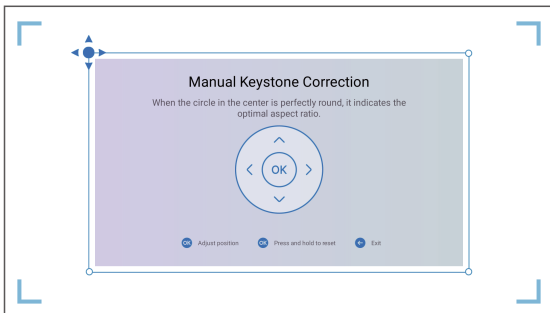 Manual Keystone Correction
When the circle in the center is perfectly round, it indicates the
optimal aspect ratio.
OK
OK Adjust position OK Press and hold to reset Exit